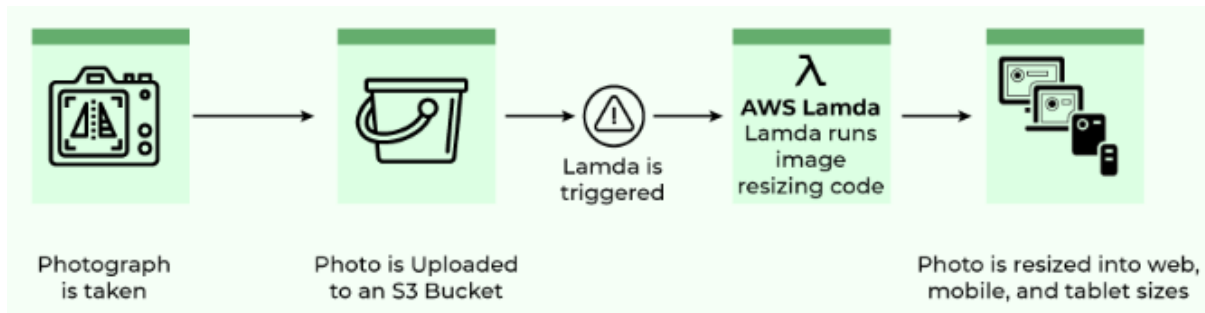 Photograph
is taken
Photo is Uploaded
to an S3 Bucket
Lamda is
triggered
λ
AWS Lamda
Lamda runs
image
resizing code
Photo is resized into web,
mobile, and tablet sizes